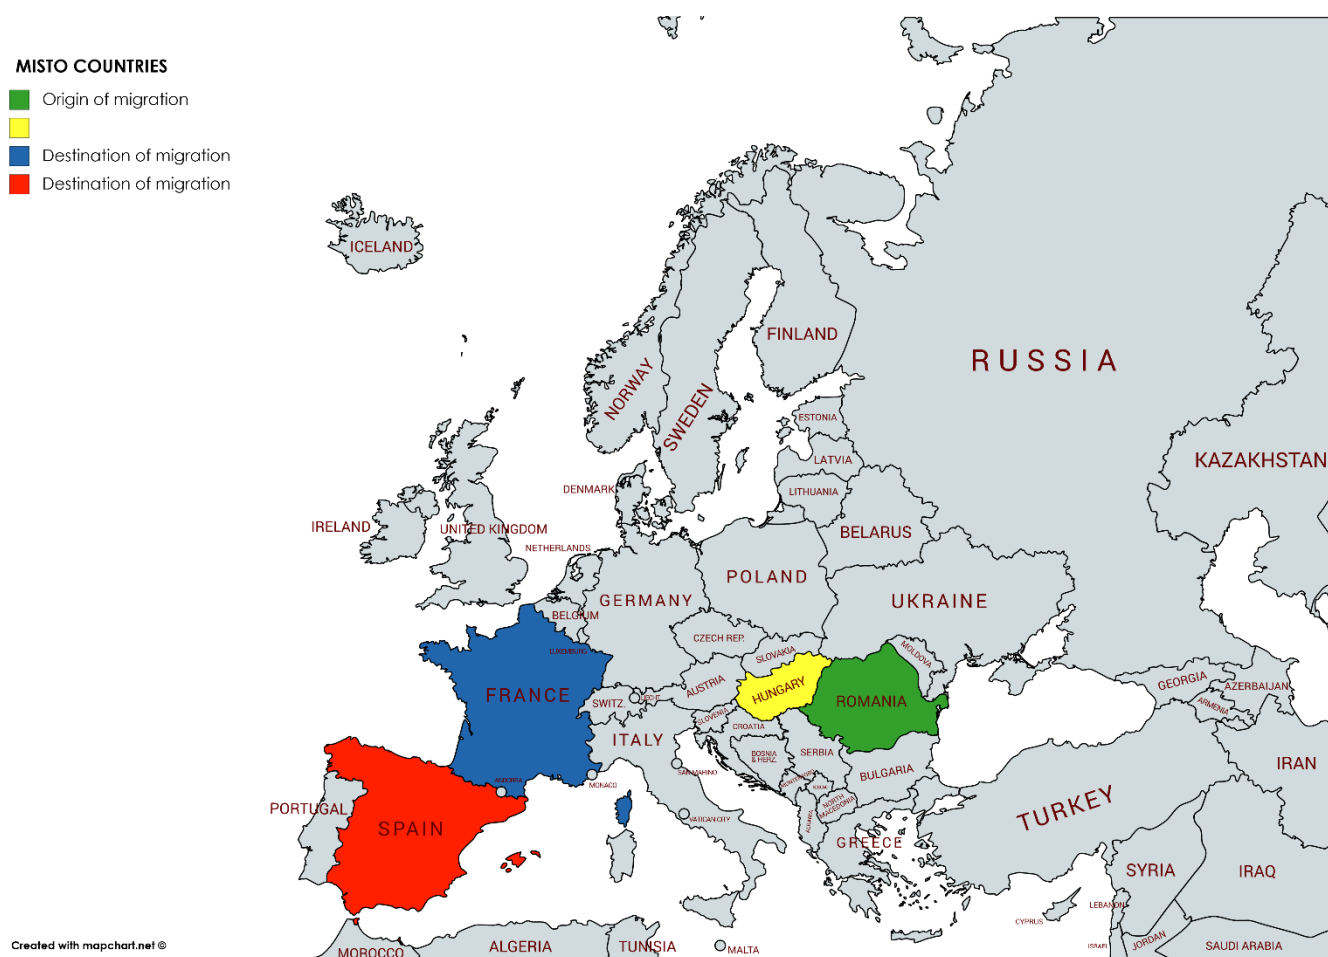 MISTO COUNTRIES
Origin of migration
Destination of migration
Destination of migration
ICELAND
FINLAND
RUSSIA
NORWAY
SWEDEN
ESTONIA
LATVIA
KAZAKHSTAN
DENMARK
LITHUANIA
IRELAND
UNITED KINGDOM
BELARUS
NETHERLANDS
POLAND
GERMANY
UKRAINE
BELGIUM
CZECH REP.
LUXEMBURG
SLOVAKIA
MOLDOVA
FRANCE
AUSTRIA
HUNGARY
SWITZ.
LIECHT.
ROMANIA
GEORGIA
AZERBAIJAN
ARMENIA
SLOVENIA
CROATIA
ITALY
BOSNIA
& HERZ.
SERBIA
SAN MARINO
BULGARIA
IRAN
ANDORRA
MONACO
MONTENEGRO
NORTH
MACEDONIA
PORTUGAL
SPAIN
VATICAN CITY
ALBANIA
TURKEY
GREECE
SYRIA
IRAQ
LEBANON
CYPRUS
ISRAEL
JORDAN
SAUDI ARABIA
MOROCCO
ALGERIA
TUNISIA
MALTA
Created with mapchart.net ©